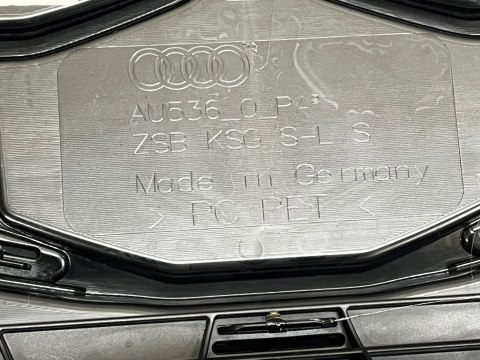 AU536_0_PA*
ZSB KSG S-L S
Made in Germany
> PC PET <